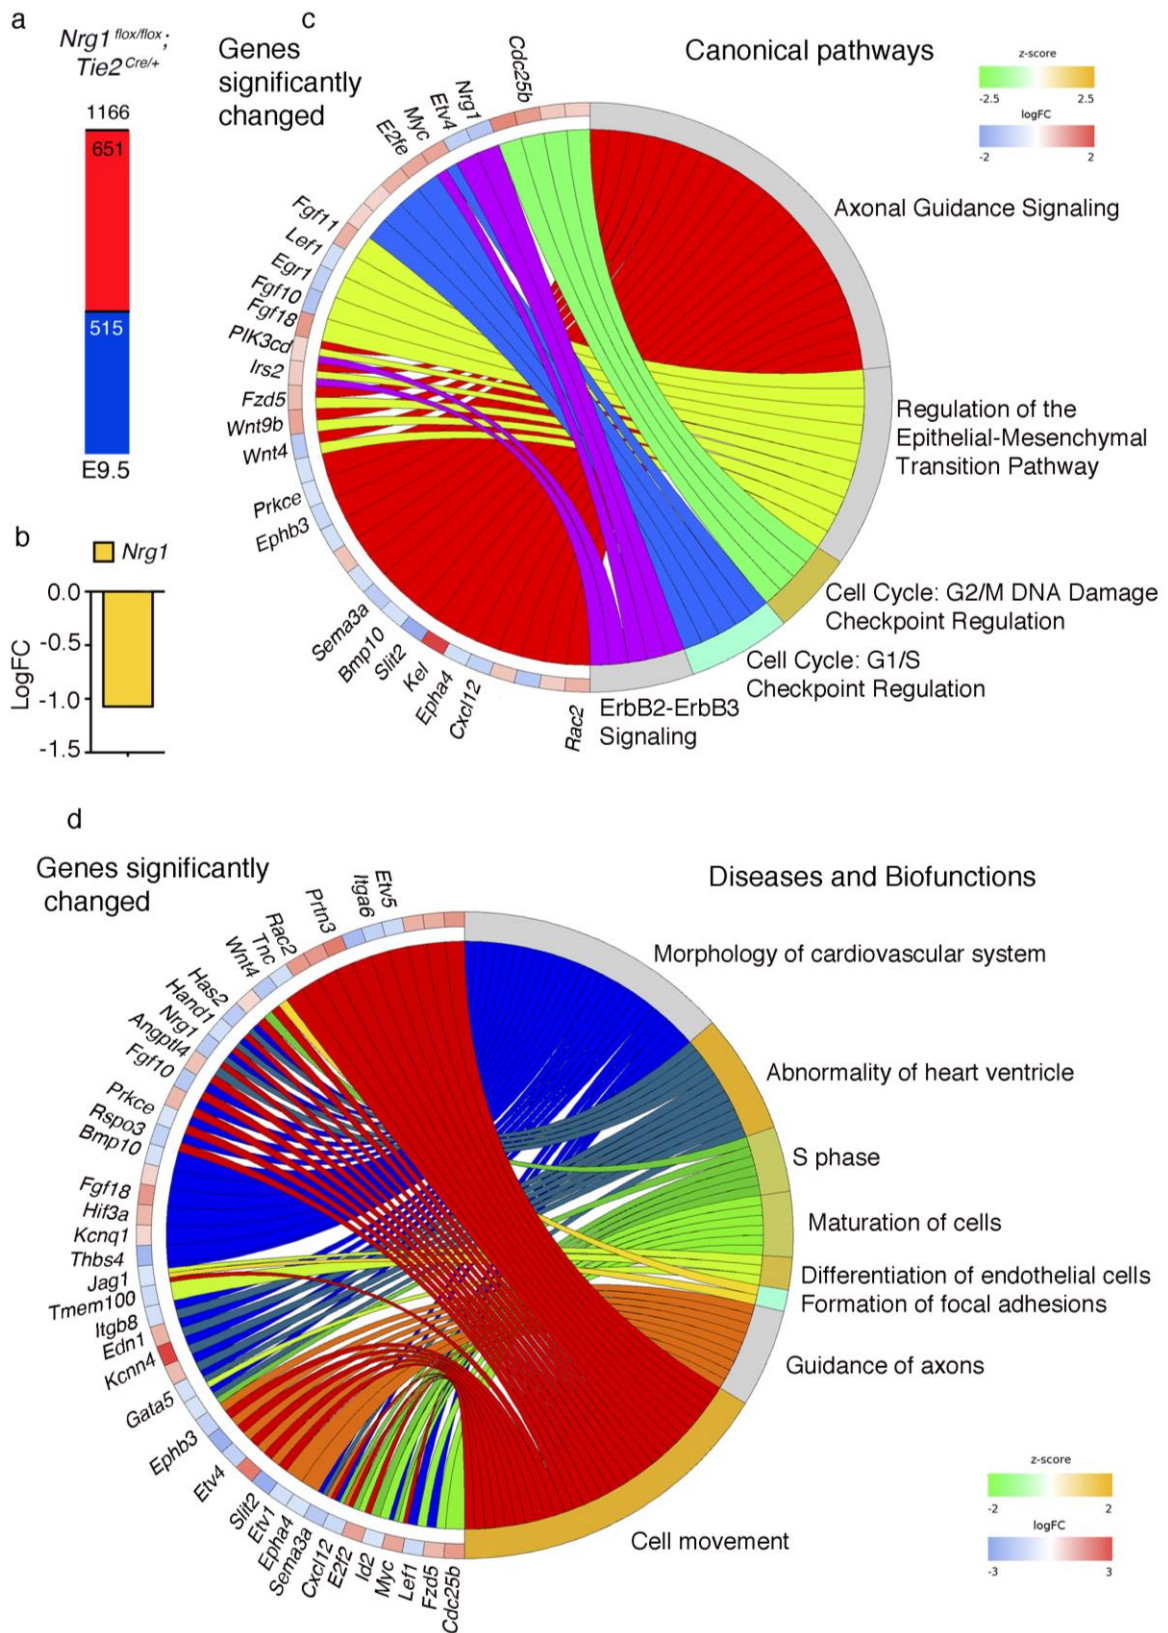 a
Nrg1 flox/flox;
Tie2 Cre/+
1166
651
515
E9.5
b
Nrg1
0.0
-0.5
-1.0
-1.5
LogFC
c
Genes
significantly
changed
Canonical pathways
z-score
-2.5 2.5
logFC
-2 2
Cdc25b
Nrg1
Etv4
Myc
E2fe
Fgf11
Lef1
Egr1
Fgf10
Fgf18
PIK3cd
Irs2
Fzd5
Wnt9b
Wnt4
Prkce
Ephb3
Sema3a
Bmp10
Slit2
Kel
Epha4
Cxcl12
Rac2
Axonal Guidance Signaling
Regulation of the
Epithelial-Mesenchymal
Transition Pathway
Cell Cycle: G2/M DNA Damage
Checkpoint Regulation
Cell Cycle: G1/S
Checkpoint Regulation
ErbB2-ErbB3
Signaling
d
Genes significantly
changed
Diseases and Biofunctions
Etv5
Itga6
Prtn3
Rac2
Tnc
Wnt4
Has2
Hand1
Nrg1
Angptl4
Fgf10
Prkce
Rspo3
Bmp10
Fgf18
Hif3a
Kcnq1
Thbs4
Jag1
Tmem100
Itgb8
Edn1
Kcnn4
Gata5
Ephb3
Etv4
Slit2
Etv1
Epha4
Sema3a
Cxcl12
E2f2
Id2
Myc
Lef1
Fzd5
Cdc25b
Morphology of cardiovascular system
Abnormality of heart ventricle
S phase
Maturation of cells
Differentiation of endothelial cells
Formation of focal adhesions
Guidance of axons
Cell movement
z-score
-2 2
logFC
-3 3